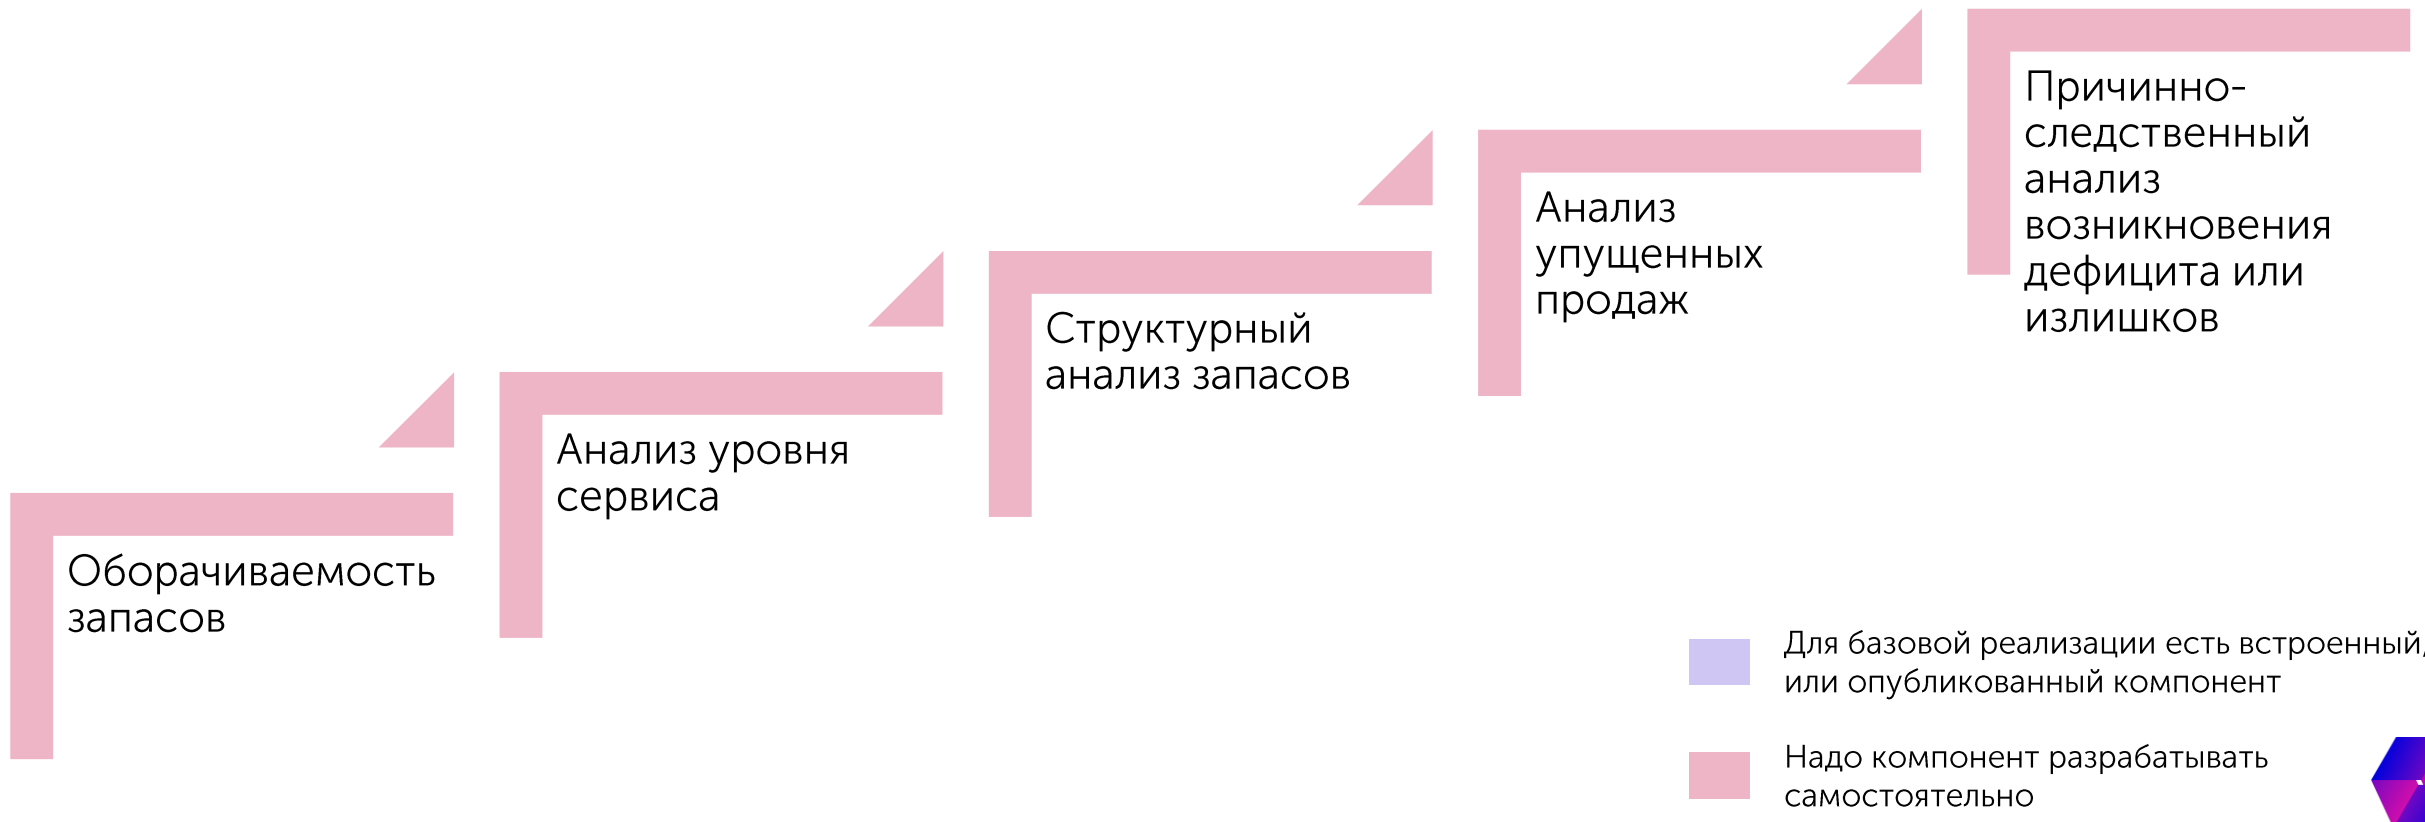 Оборачиваемость
запасов
Анализ уровня
сервиса
Структурный
анализ запасов
Анализ
упущенных
продаж
Причинно-
следственный
анализ
возникновения
дефицита или
излишков
Для базовой реализации есть встроенный,
или опубликованный компонент
Надо компонент разрабатывать
самостоятельно